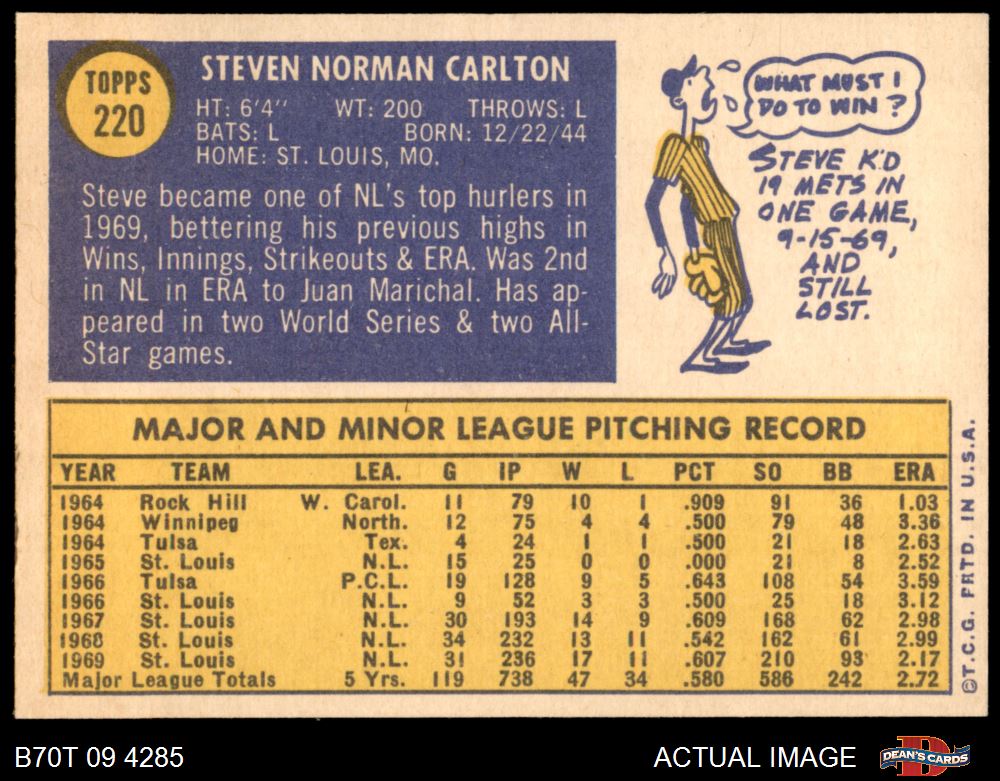 TOPPS
220
STEVEN NORMAN CARLTON
HT: 6'4" WT: 200 THROWS: L
BATS: L BORN: 12/22/44
HOME: ST. LOUIS, MO.
Steve became one of NL's top hurlers in
1969, bettering his previous highs in
Wins, Innings, Strikeouts & ERA. Was 2nd
in NL in ERA to Juan Marichal. Has ap-
peared in two World Series & two All-
Star games.
WHAT MUST I
DO TO WIN?
STEVE K'D
19 METS IN
ONE GAME,
9-15-69,
AND
STILL
LOST.
MAJOR AND MINOR LEAGUE PITCHING RECORD
YEAR TEAM LEA. G IP W L PCT SO BB ERA
1964 Rock Hill W. Carol. 11 79 10 1 .909 91 36 1.03
1964 Winnipeg North. 12 75 4 4 .500 79 48 3.36
1964 Tulsa Tex. 4 24 1 1 .500 21 18 2.63
1965 St. Louis N.L. 15 25 0 0 .000 21 8 2.52
1966 Tulsa P.C.L. 19 128 9 5 .643 108 54 3.59
1966 St. Louis N.L. 9 52 3 3 .500 25 18 3.12
1967 St. Louis N.L. 30 193 14 9 .609 168 62 2.98
1968 St. Louis N.L. 34 232 13 11 .542 162 61 2.99
1969 St. Louis N.L. 31 236 17 11 .607 210 93 2.17
Major League Totals 5 Yrs. 119 738 47 34 .580 586 242 2.72
©T.C.G. PRTD. IN U.S.A.
B70T 09 4285
ACTUAL IMAGE
DEAN'S CARDS